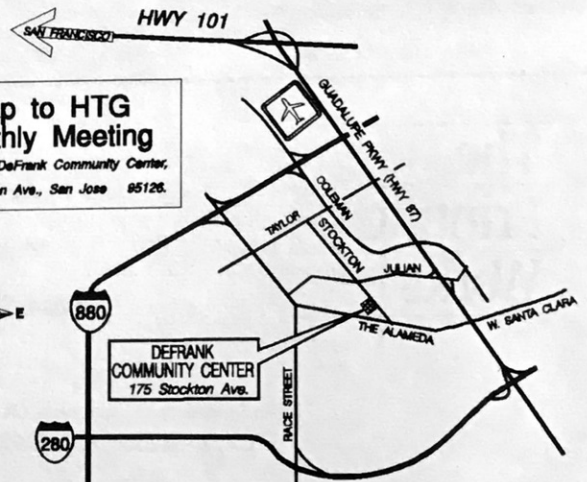 HWY 101
SAN FRANCISCO
p to HTG
thly Meeting
DeFrank Community Center,
n Ave., San Jose 95126.
GUADALUPE PKWY (HWY 87)
COLEMAN
TAYLOR
STOCKTON
JULIAN
E
880
THE ALAMEDA
W. SANTA CLARA
DEFRANK
COMMUNITY CENTER
175 Stockton Ave.
RACE STREET
280